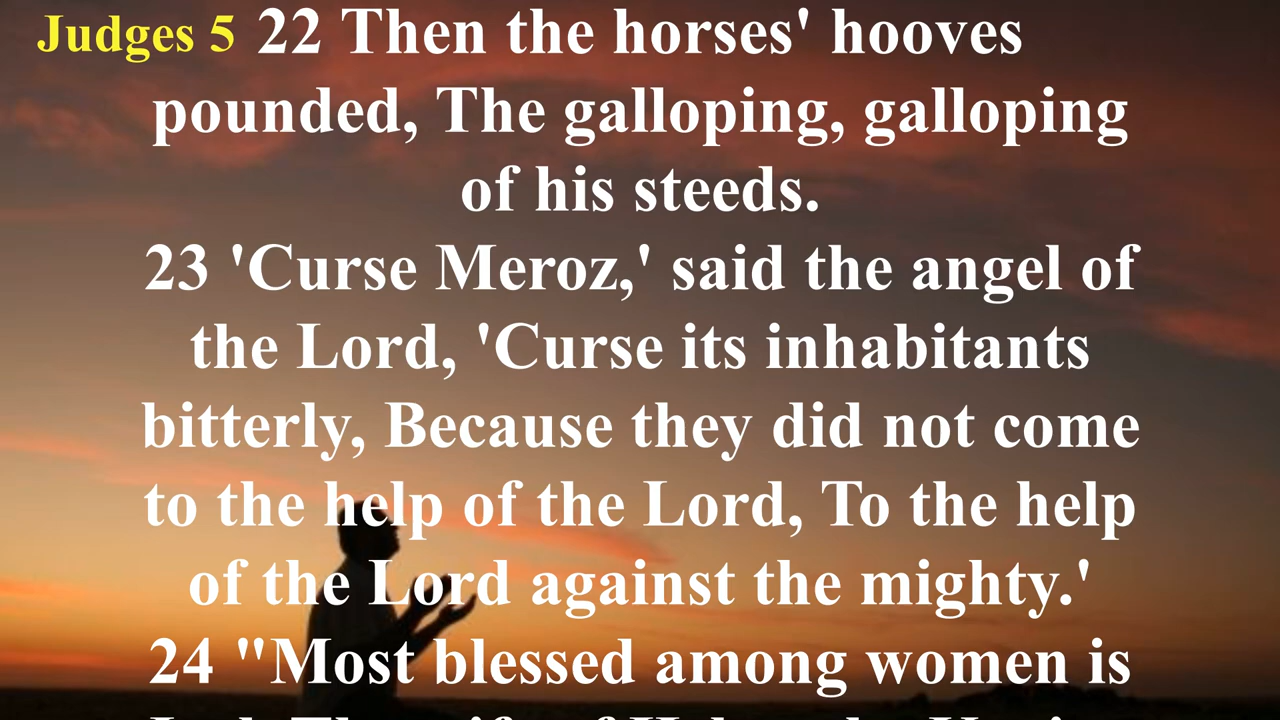 Judges 5 22 Then the horses' hooves
pounded, The galloping, galloping
of his steeds.
23 'Curse Meroz,' said the angel of
the Lord, 'Curse its inhabitants
bitterly, Because they did not come
to the help of the Lord, To the help
of the Lord against the mighty.'
24 "Most blessed among women is